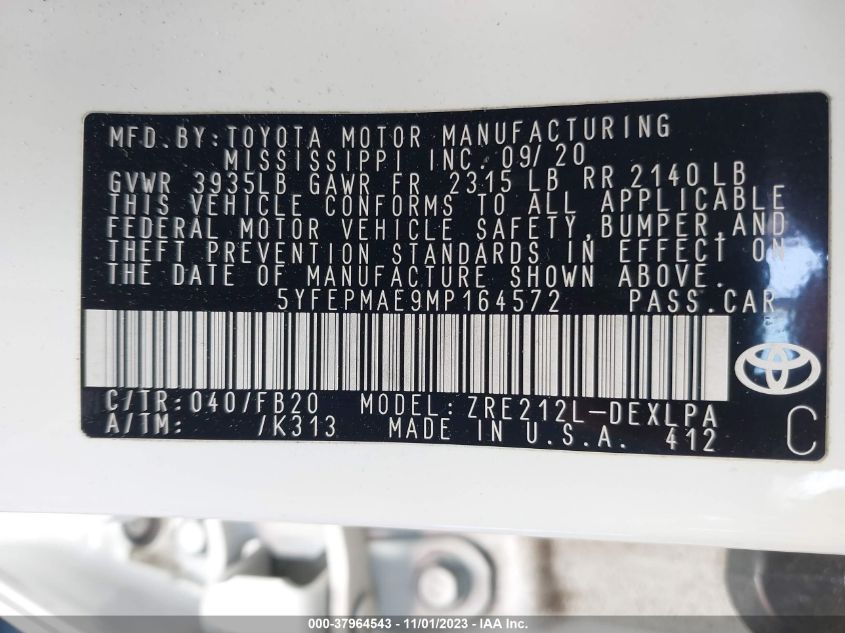 MFD.BY:TOYOTA MOTOR MANUFACTURING
MISSISSIPPI INC. 09/20
GVWR 3935LB GAWR FR 2315 LB RR 2140 LB
THIS VEHICLE CONFORMS TO ALL APPLICABLE
FEDERAL MOTOR VEHICLE SAFETY,BUMPER,AND
THEFT PREVENTION STANDARDS IN EFFECT ON
THE DATE OF MANUFACTURE SHOWN ABOVE.
5YFEPMAE9MP164572 PASS.CAR
C/TR:040/FB20 MODEL:ZRE212L-DEXLPA
A/TM: /K313 MADE IN U.S.A. 412
C
000-37964543 - 11/01/2023 - IAA Inc.